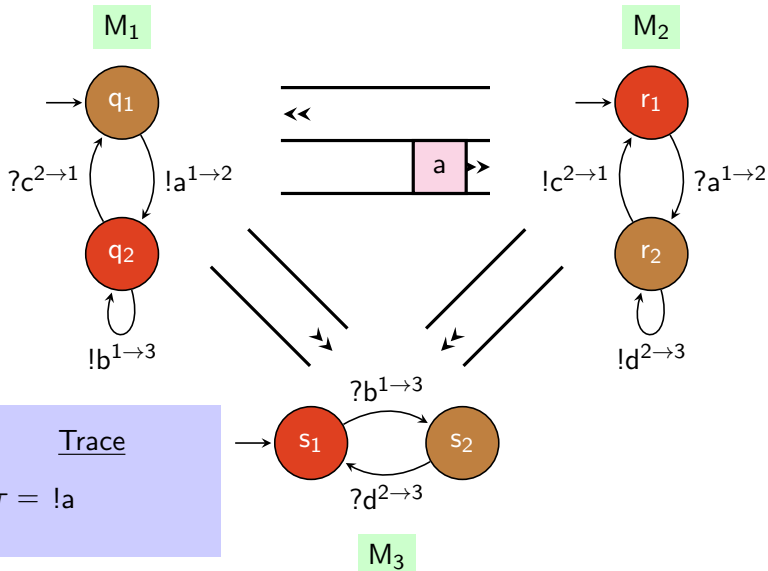 M₁
M₂
q₁
r₁
?c²→¹
!a¹→²
a
!c²→¹
?a¹→²
q₂
r₂
!b¹→³
!d²→³
?b¹→³
Trace
s₁
s₂
= !a
?d²→³
M₃